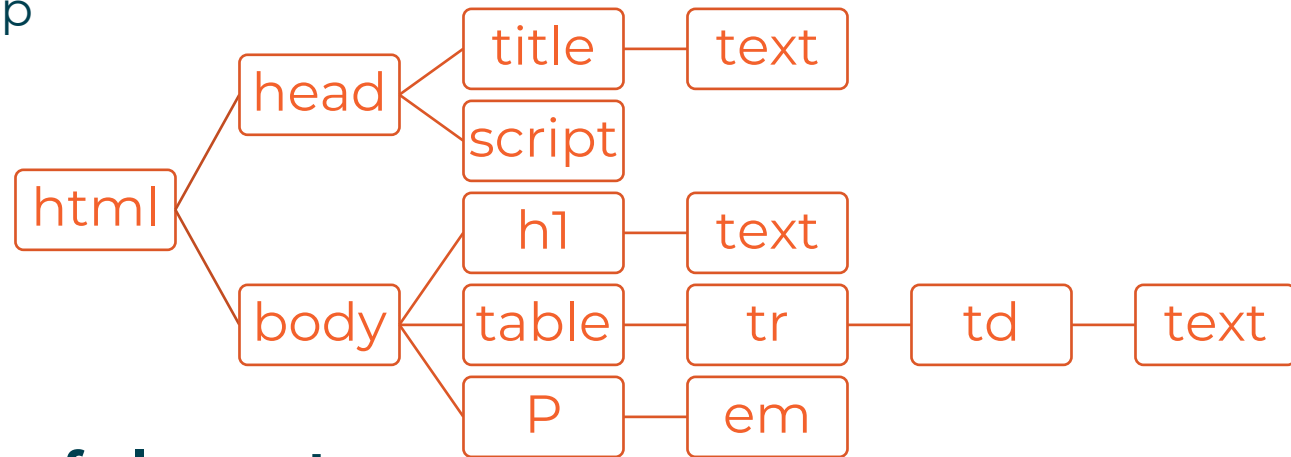 p
title text
head
script
html
h1 text
body table tr td text
P em